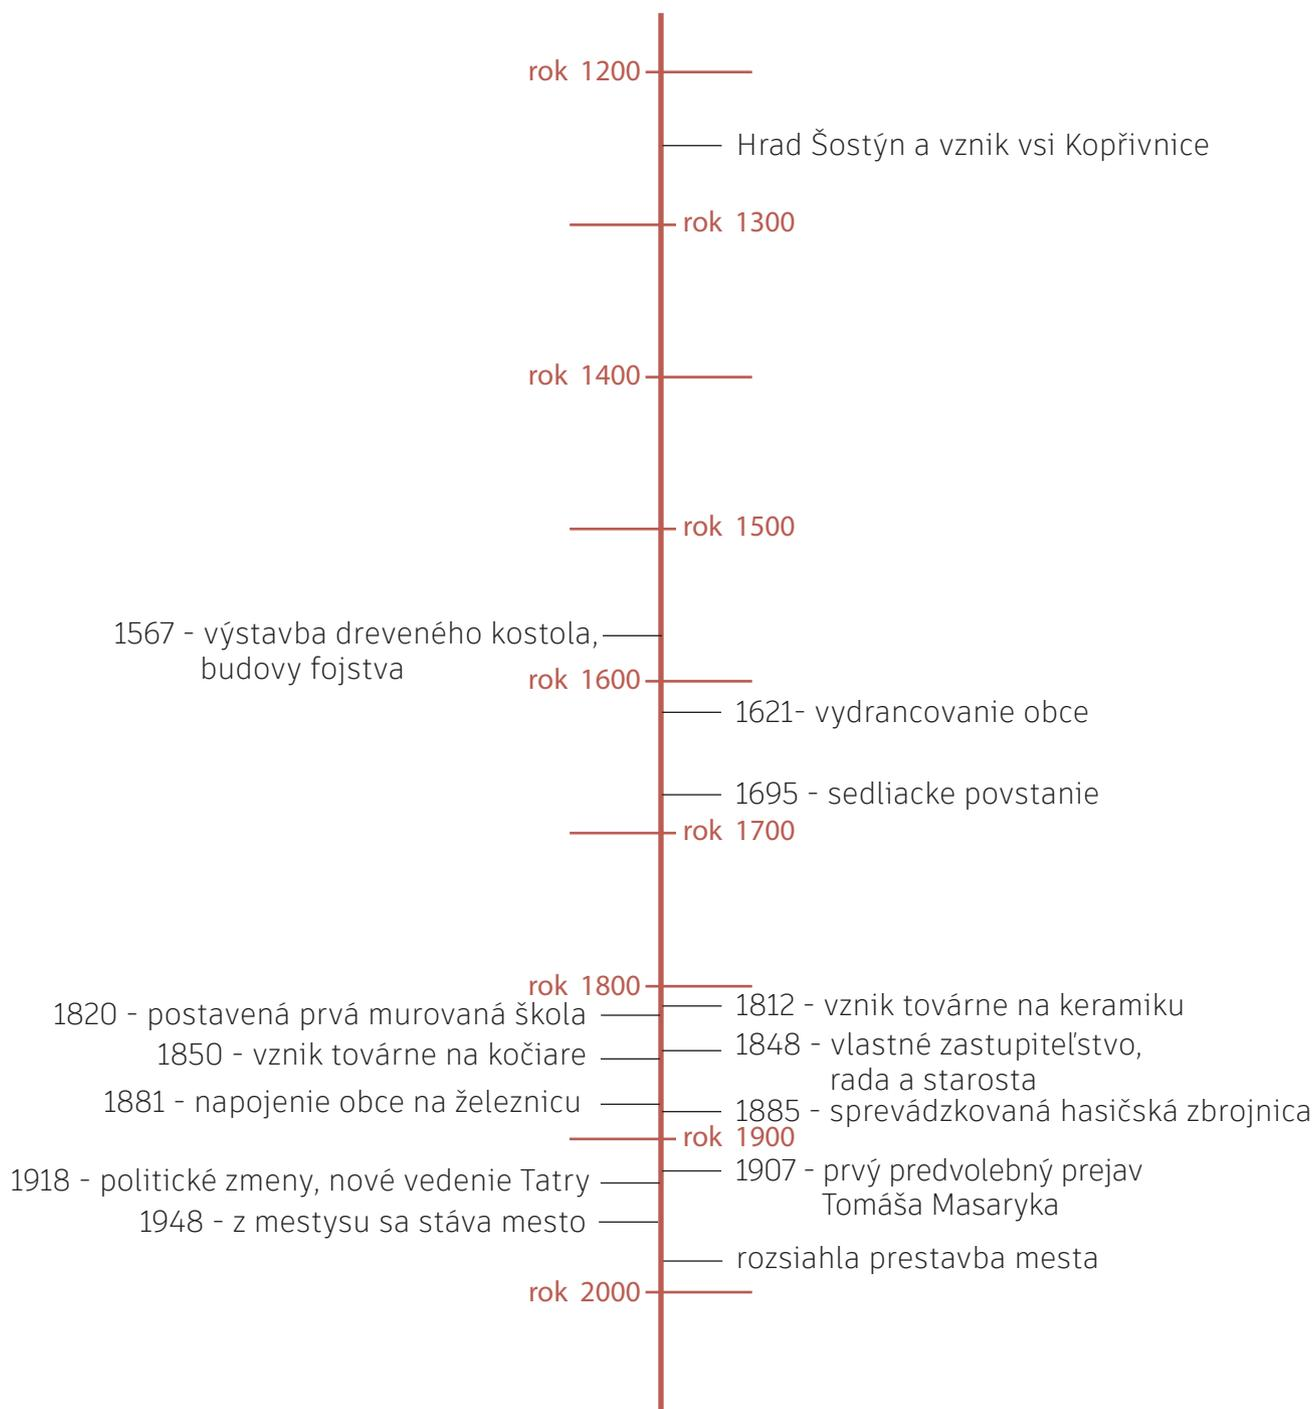 rok 1200
Hrad Šostýn a vznik vsi Kopřivnice
rok 1300
rok 1400
rok 1500
1567 - výstavba dreveného kostola,
budovy fojstva
rok 1600
1621- vydrancovanie obce
1695 - sedliacke povstanie
rok 1700
rok 1800
1812 - vznik továrne na keramiku
1820 - postavená prvá murovaná škola
1848 - vlastné zastupiteľstvo,
rada a starosta
1850 - vznik továrne na kočiare
1881 - napojenie obce na železnicu
1885 - sprevádzkovaná hasičská zbrojnica
rok 1900
1907 - prvý predvolebný prejav
Tomáša Masaryka
1918 - politické zmeny, nové vedenie Tatry
1948 - z mestysu sa stáva mesto
rozsiahla prestavba mesta
rok 2000